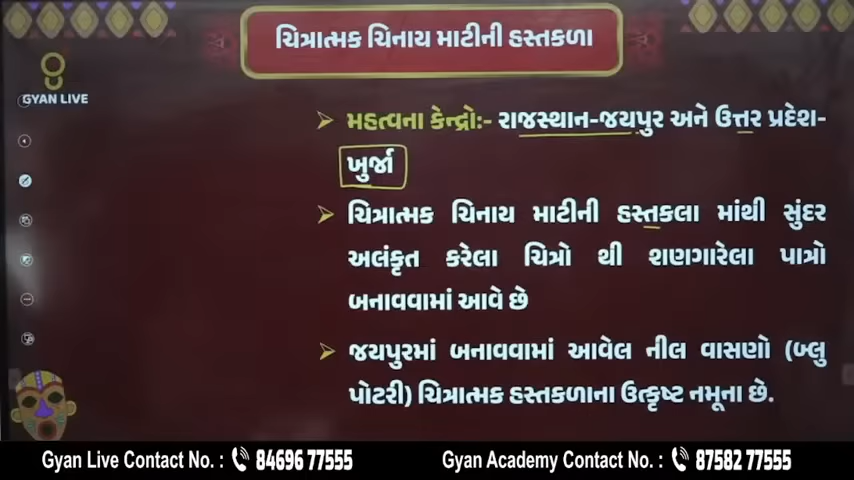 ચિત્રાત્મક ચિનાય માટીની હસ્તકળા
GYAN LIVE
મહત્વના કેન્દ્રો:- રાજસ્થાન-જયપુર અને ઉત્તર પ્રદેશ-
ખુર્જા
ચિત્રાત્મક ચિનાય માટીની હસ્તકલા માંથી સુંદર
અલંકૃત કરેલા ચિત્રો થી શણગારેલા પાત્રો
બનાવવામાં આવે છે
જયપુરમાં બનાવવામાં આવેલ નીલ વાસણો (બ્લુ
પોટરી) ચિત્રાત્મક હસ્તકળાના ઉત્કૃષ્ટ નમૂના છે.
Gyan Live Contact No. : 84696 77555
Gyan Academy Contact No. : 87582 77555